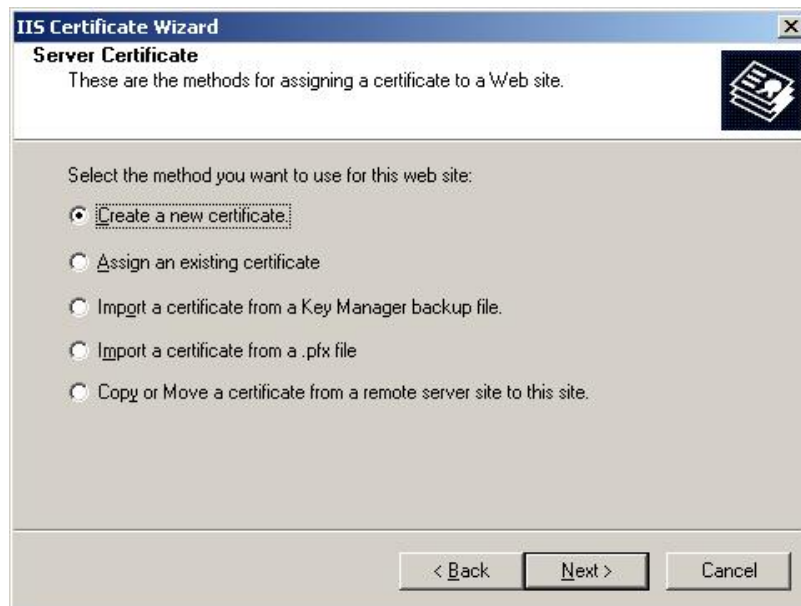 IIS Certificate Wizard
Server Certificate
These are the methods for assigning a certificate to a Web site.
Select the method you want to use for this web site:
Create a new certificate.
Assign an existing certificate
Import a certificate from a Key Manager backup file.
Import a certificate from a .pfx file
Copy or Move a certificate from a remote server site to this site.
< Back Next > Cancel